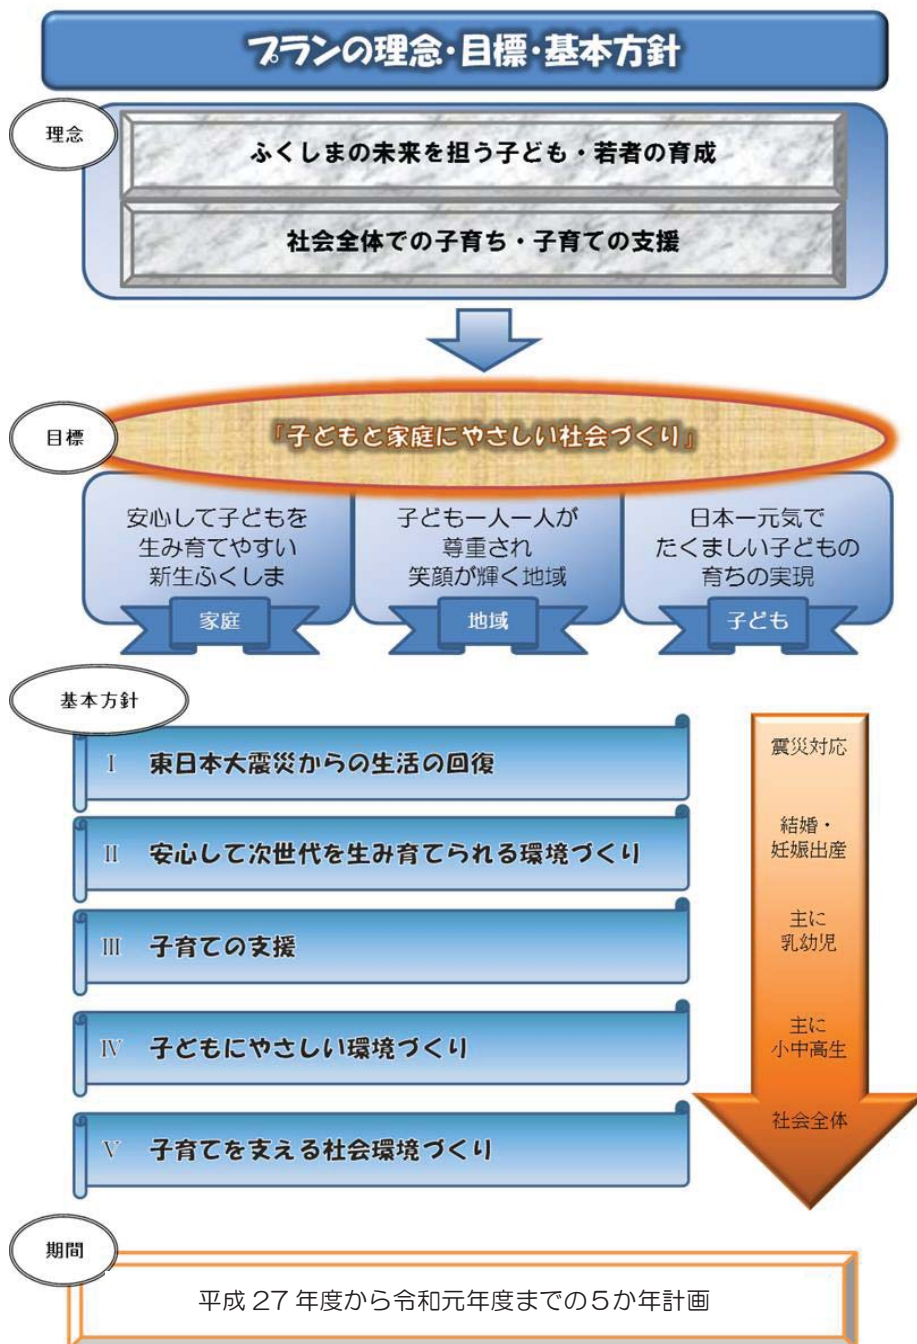 プランの理念・目標・基本方針
理念
ふくしまの未来を担う子ども・若者の育成
社会全体での子育ち・子育ての支援
目標
『子どもと家庭にやさしい社会づくり』
安心して子どもを
生み育てやすい
新生ふくしま
家庭
子ども一人一人が
尊重され
笑顔が輝く地域
地域
日本一元気で
たくましい子どもの
育ちの実現
子ども
基本方針
Ⅰ 東日本大震災からの生活の回復
震災対応
Ⅱ 安心して次世代を生み育てられる環境づくり
結婚・
妊娠出産
Ⅲ 子育ての支援
主に
乳幼児
Ⅳ 子どもにやさしい環境づくり
主に
小中高生
Ⅴ 子育てを支える社会環境づくり
社会全体
期間
平成27年度から令和元年度までの5か年計画